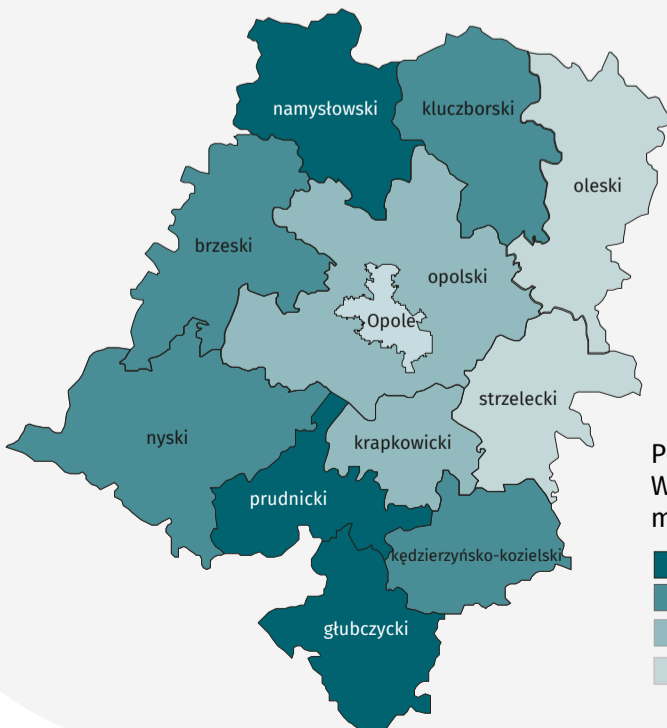 namysłowski
kluczborski
oleski
brzeski
opolski
Opole
strzelecki
nyski
krapkowicki
prudnicki
kędzierzyńsko-kozielski
głubczycki